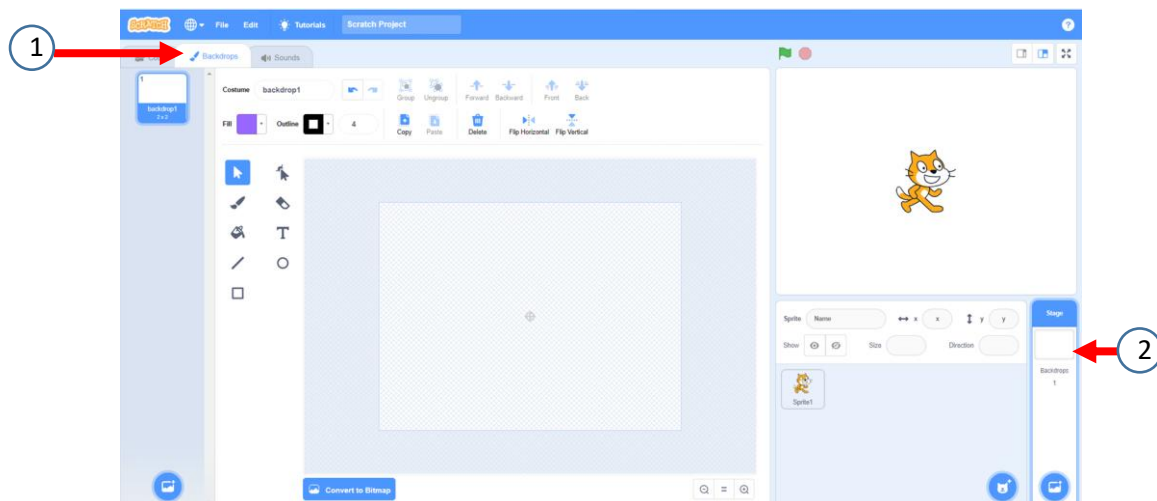 SCRATCH File Edit Tutorials Scratch Project ?
1
Backdrops Sounds
1
backdrop1
2 x 2
Costume backdrop1
Group Ungroup Forward Backward Front Back
Fill Outline 4
Copy Paste Delete Flip Horizontal Flip Vertical
T
Convert to Bitmap
Sprite Name x x y y
Show Size Direction
Sprite1
Stage
Backdrops
1
2